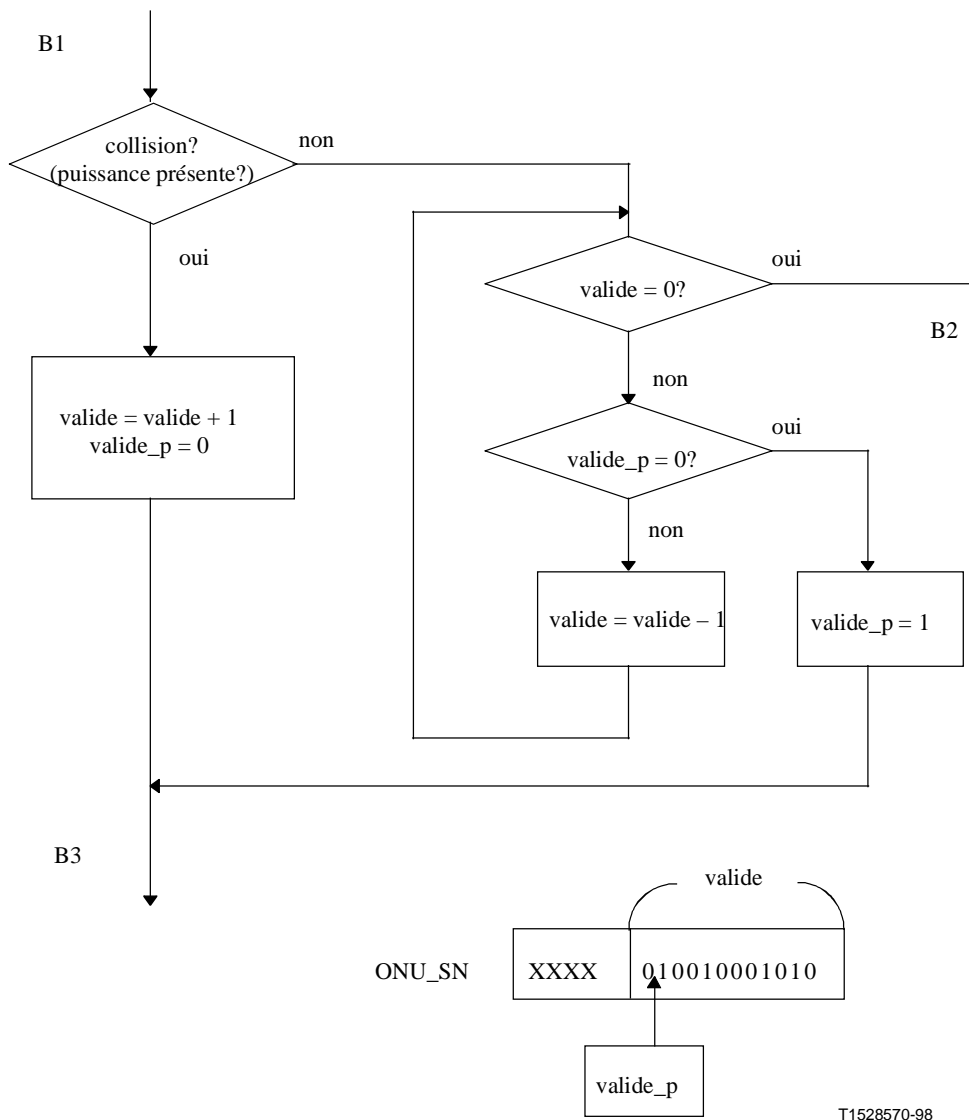 B1
collision?
(puissance présente?)
non
oui
valide = 0?
oui
B2
non
valide = valide + 1
valide_p = 0
valide_p = 0?
oui
non
valide = valide – 1
valide_p = 1
B3
valide
ONU_SN
XXXX
010010001010
valide_p
T1528570-98